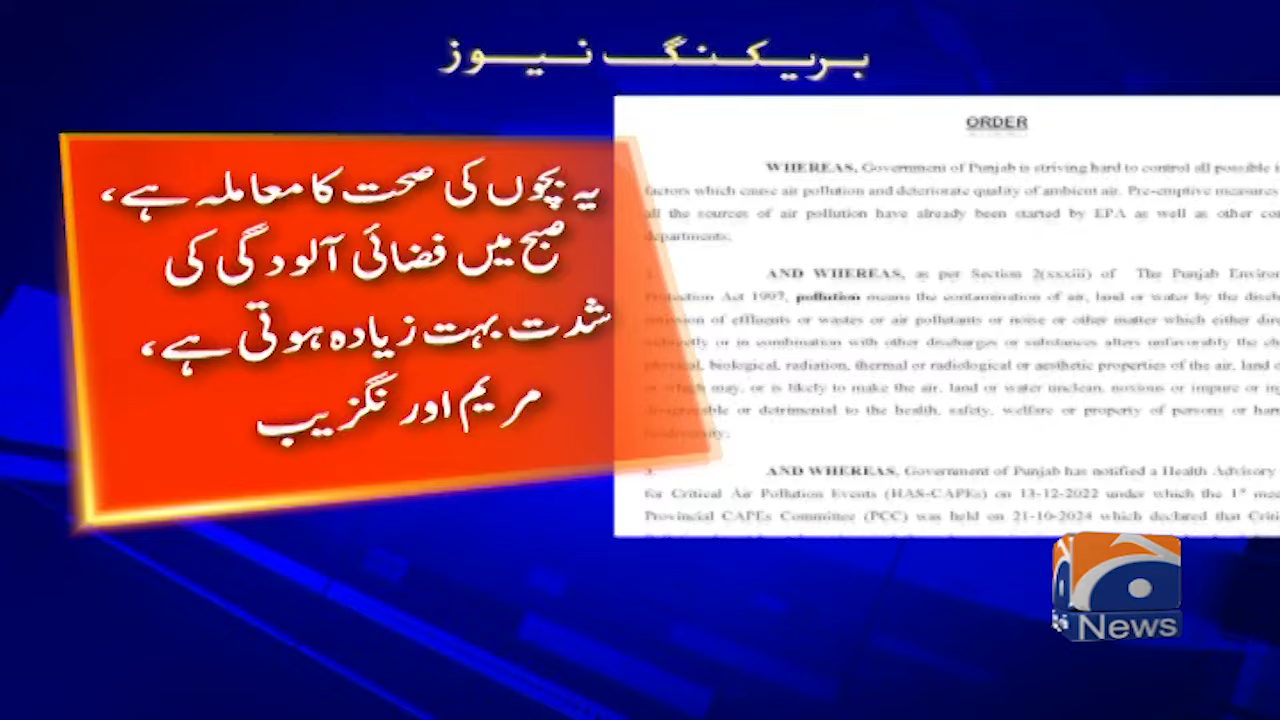 بریکنگ نیوز
یہ بچوں کی صحت کا معاملہ ہے،
صبح میں فضائی آلودگی کی
شدت بہت زیادہ ہوتی ہے،
مریم اورنگزیب
ORDER
WHEREAS, Government of Punjab is striving hard to control all possible
factors which cause air pollution and deteriorate quality of ambient air. Pre-emptive measures
all the sources of air pollution have already been started by EPA as well as other
departments;
AND WHEREAS, as per Section 2(xxxiii) of The Punjab
Protection Act 1997, pollution means the contamination of air, land or water by the
emission of effluents or wastes or air pollutants or noise or other matter which either
indirectly or in combination with other discharges or substances alters unfavorably the
physical, biological, radiation, thermal or radiological or aesthetic properties of the air, land
or which may, or is likely to make the air, land or water unclean, noxious or impure or
disagreeable or detrimental to the health, safety, welfare or property of persons or
biodiversity;
AND WHEREAS, Government of Punjab has notified a Health Advisory
for Critical Air Pollution Events (HAS-CAPEs) on 13-12-2022 under which the 1st
Provincial CAPEs Committee (PCC) was held on 21-10-2024 which declared that
News